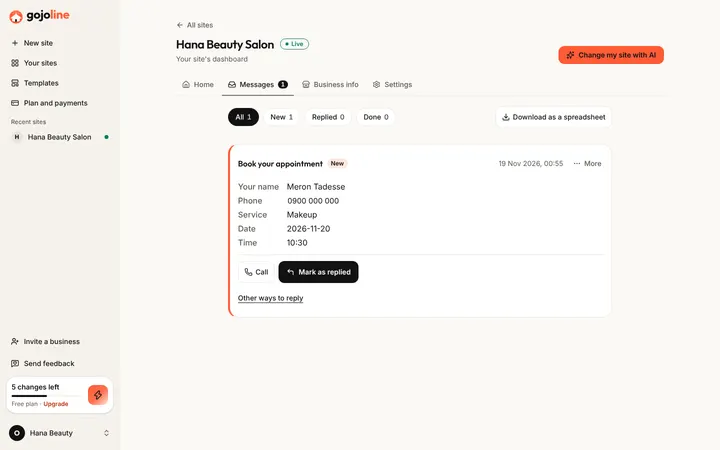 gojoline
New site
Your sites
Templates
Plan and payments
Recent sites
H Hana Beauty Salon
Invite a business
Send feedback
5 changes left
Free plan · Upgrade
O Hana Beauty
← All sites
Hana Beauty Salon Live
Your site's dashboard
Change my site with AI
Home Messages 1 Business info Settings
All 1 New 1 Replied 0 Done 0
Download as a spreadsheet
Book your appointment New
19 Nov 2026, 00:55 ··· More
Your name Meron Tadesse
Phone 0900 000 000
Service Makeup
Date 2026-11-20
Time 10:30
Call Mark as replied
Other ways to reply